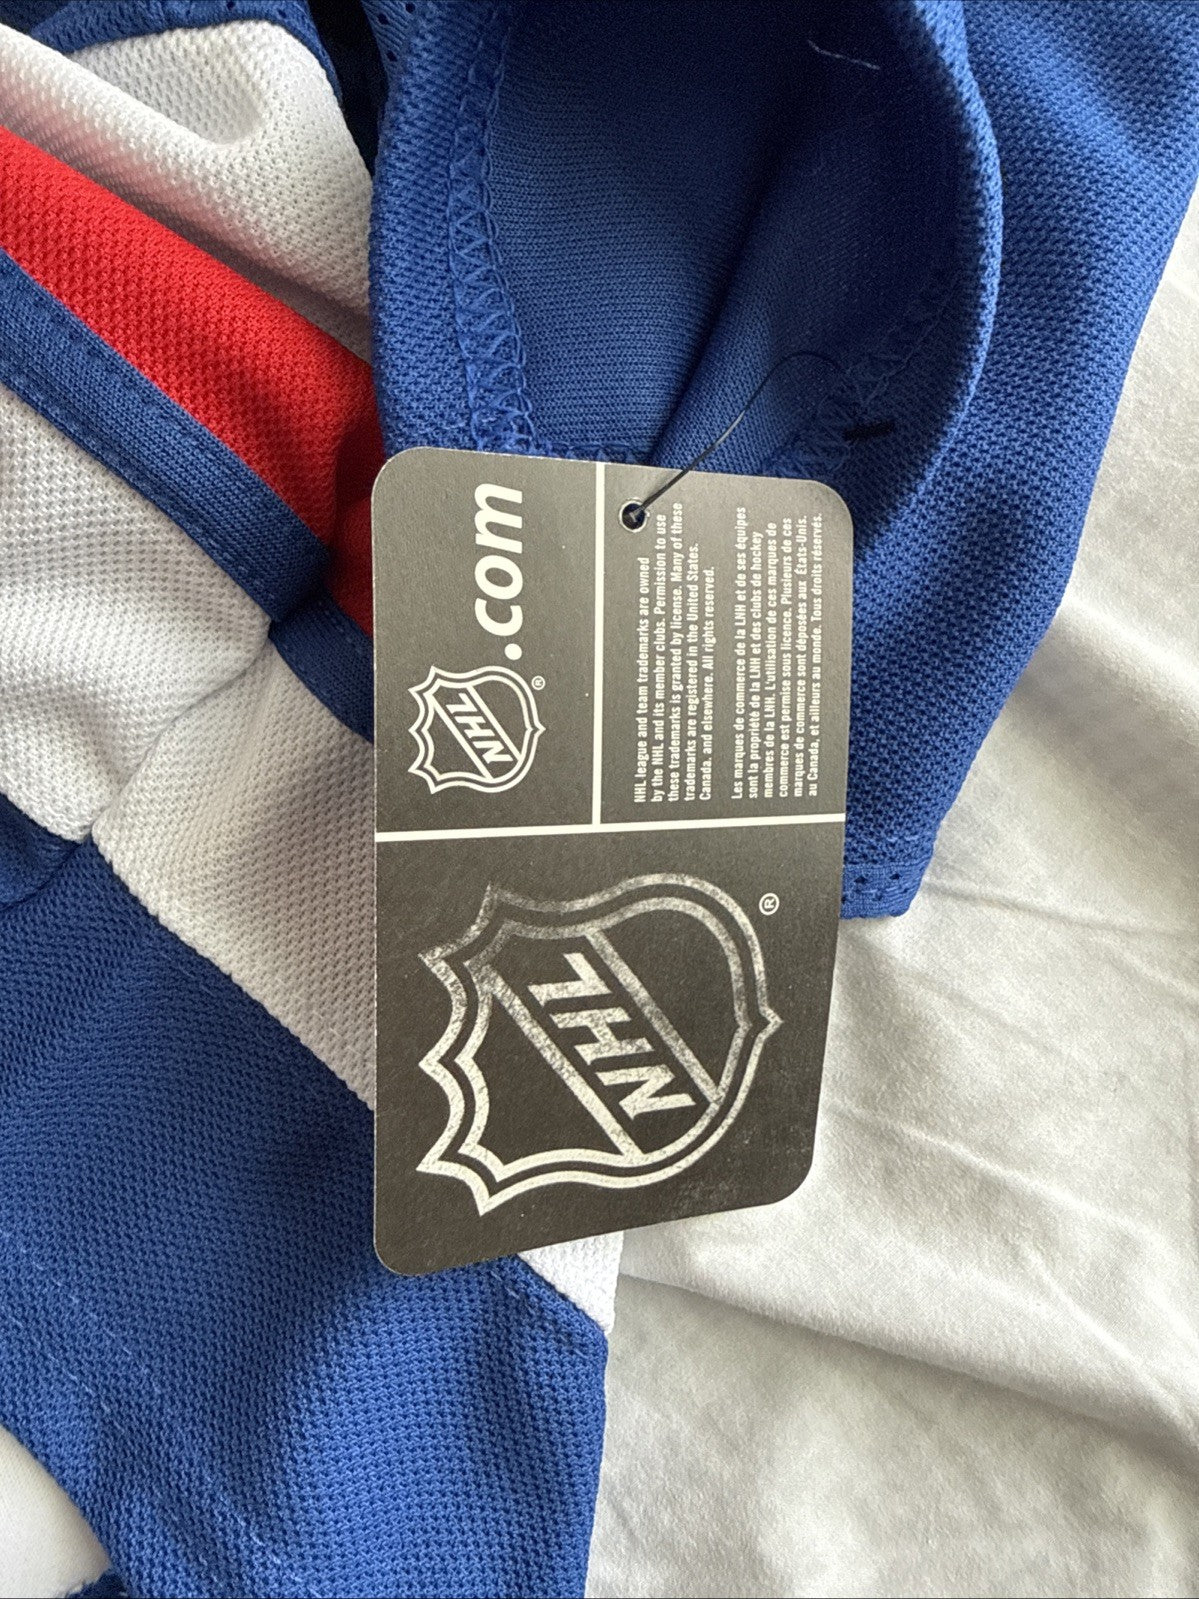 NHL ® .com
NHL league and team trademarks are owned
by the NHL and its member clubs. Permission to use
these trademarks is granted by license. Many of these
trademarks are registered in the United States,
Canada, and elsewhere. All rights reserved.
Les marques de commerce de la LNH et de ses équipes
sont la propriété de la LNH et des clubs de hockey
membres de la LNH. L'utilisation de ces marques de
commerce est permise sous licence. Plusieurs de ces
marques de commerce sont déposées aux États-Unis,
au Canada, et ailleurs au monde. Tous droits réservés.
NHL ®